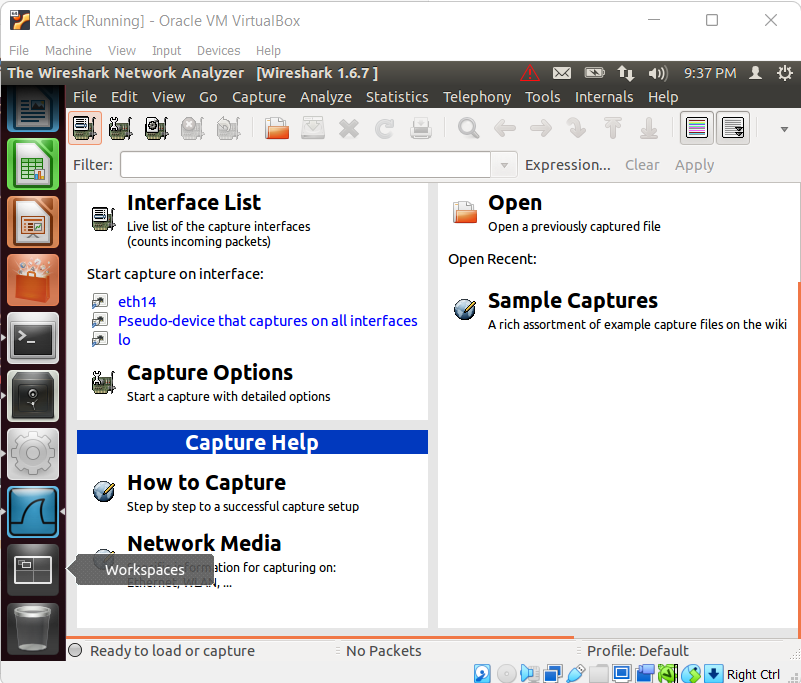 Attack [Running] - Oracle VM VirtualBox
File Machine View Input Devices Help
The Wireshark Network Analyzer [Wireshark 1.6.7 ] 9:37 PM
File Edit View Go Capture Analyze Statistics Telephony Tools Internals Help
Filter: Expression... Clear Apply
Interface List
Live list of the capture interfaces
(counts incoming packets)
Start capture on interface:
eth14
Pseudo-device that captures on all interfaces
lo
Capture Options
Start a capture with detailed options
Capture Help
How to Capture
Step by step to a successful capture setup
Network Media
information for capturing on:
Ethernet, WLAN, ...
Workspaces
Open
Open a previously captured file
Open Recent:
Sample Captures
A rich assortment of example capture files on the wiki
Ready to load or capture No Packets Profile: Default
Right Ctrl